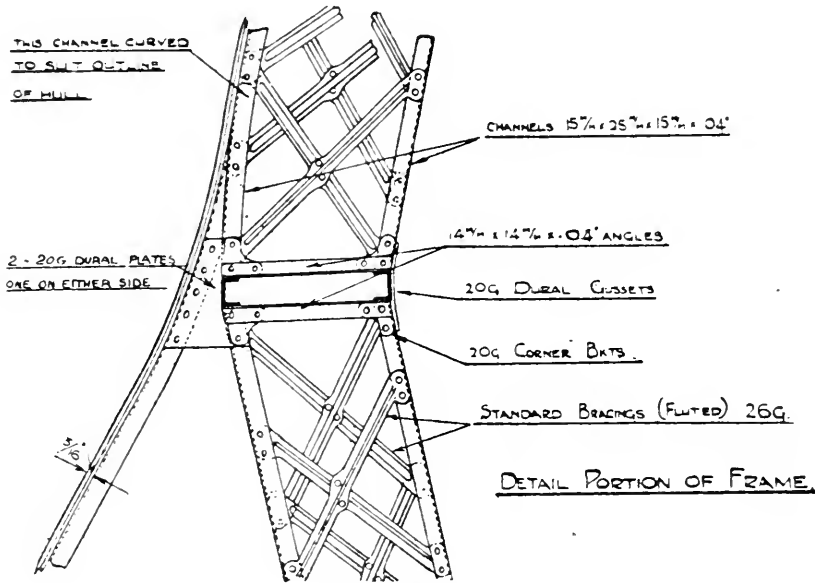 THIS CHANNEL CURVED
TO SUIT OUTLINE
OF HULL
CHANNELS 15 m/m x 25 m/m x 15 m/m x .04"
14 m/m x 14 m/m x .04" ANGLES
2 - 20G DURAL PLATES
ONE ON EITHER SIDE
20G DURAL GUSSETS
20G CORNER BKTS.
STANDARD BRACINGS (FLUTED) 26G.
5/16"
DETAIL PORTION OF FRAME.